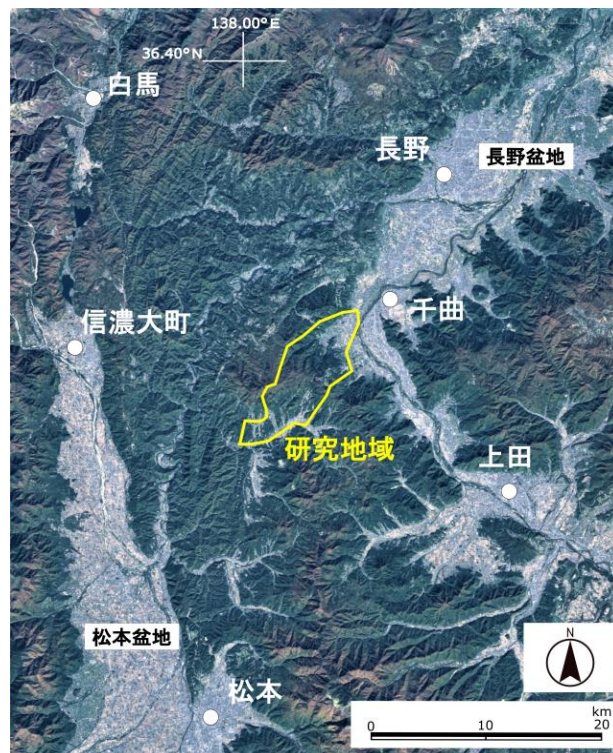 138.00°E
36.40°N
白馬
長野
長野盆地
千曲
信濃大町
研究地域
上田
松本盆地
松本
N
km
0 10 20